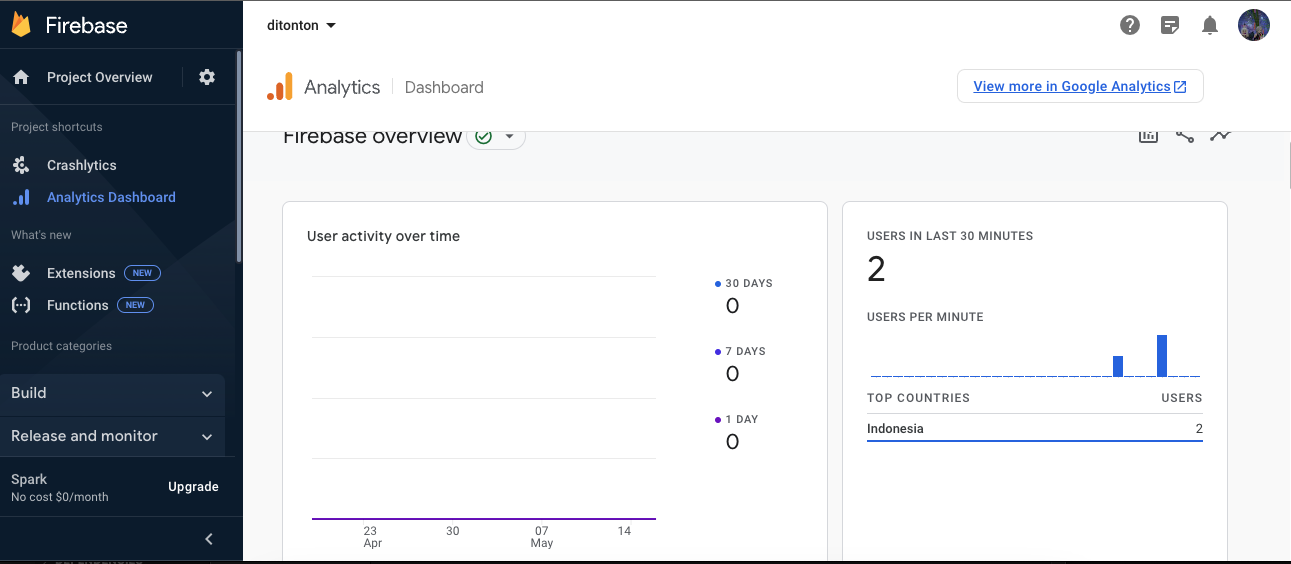 Firebase
Project Overview
Project shortcuts
Crashlytics
Analytics Dashboard
What's new
Extensions NEW
Functions NEW
Product categories
Build
Release and monitor
Spark
No cost $0/month
Upgrade
ditonton
Analytics
Dashboard
View more in Google Analytics
Firebase overview
User activity over time
30 DAYS
0
7 DAYS
0
1 DAY
0
23
Apr
30
07
May
14
USERS IN LAST 30 MINUTES
2
USERS PER MINUTE
TOP COUNTRIES USERS
Indonesia 2